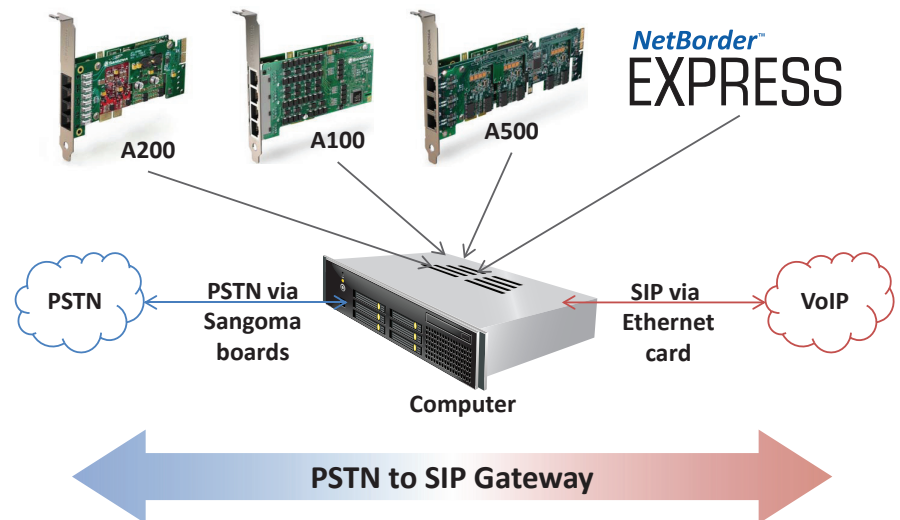 NetBorder™
EXPRESS
A200
A100
A500
PSTN
PSTN via
Sangoma
boards
SIP via
Ethernet
card
VoIP
Computer
PSTN to SIP Gateway